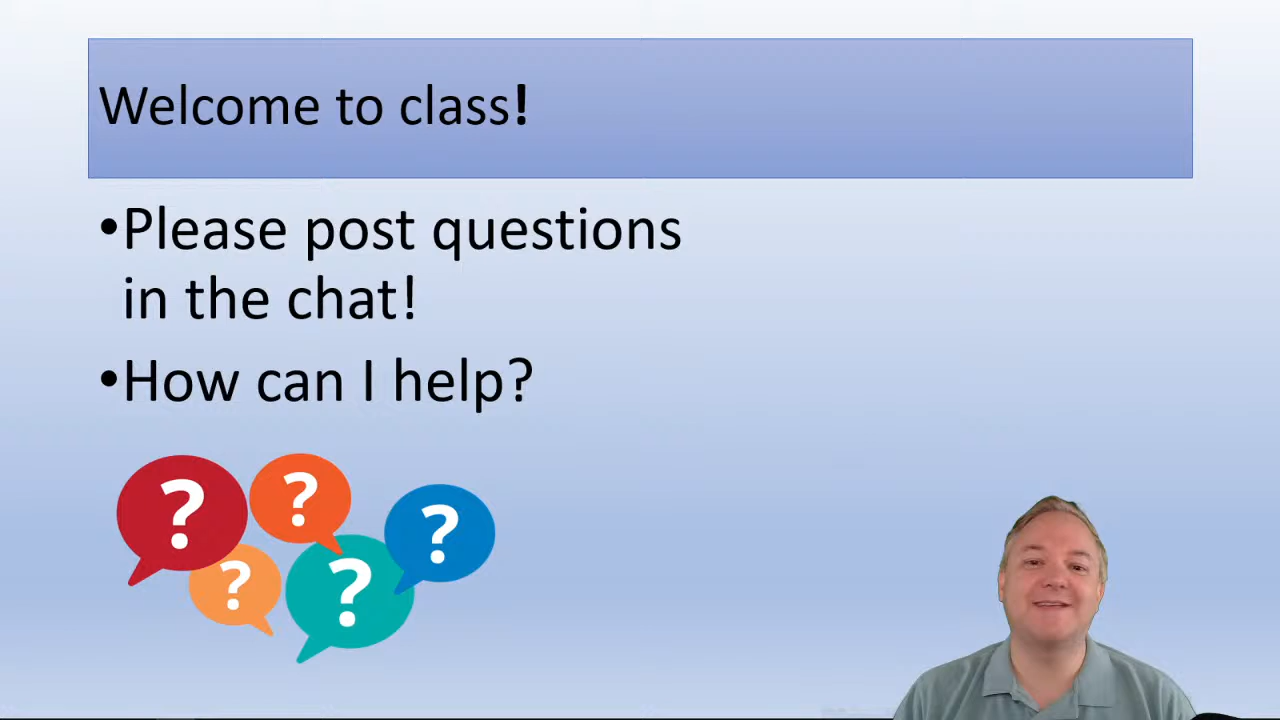 Welcome to class!
•Please post questions
in the chat!
•How can I help?
?
?
?
?
?